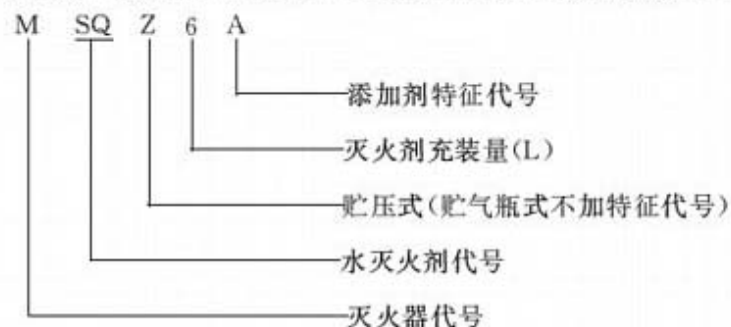 M SQ Z 6 A
添加剂特征代号
灭火剂充装量(L)
贮压式(贮气瓶式不加特征代号)
水灭火剂代号
灭火器代号